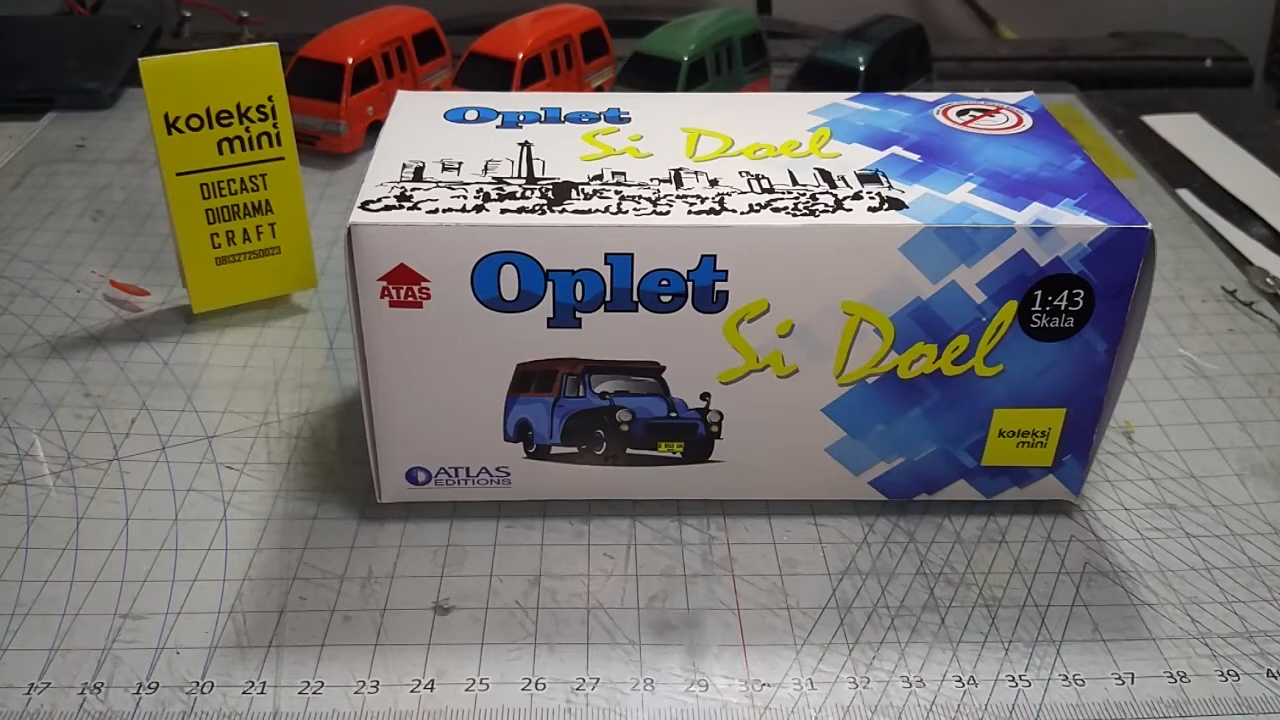 koleksi
mini
DIECAST
DIORAMA
CRAFT
081327250023
Oplet
Si Doel
ATAS
Oplet
Si Doel
1:43
Skala
koleksi
mini
ATLAS
EDITIONS
17 18 19 20 21 22 23 24 25 26 27 28 29 30 31 32 33 34 35 36 37 38 39